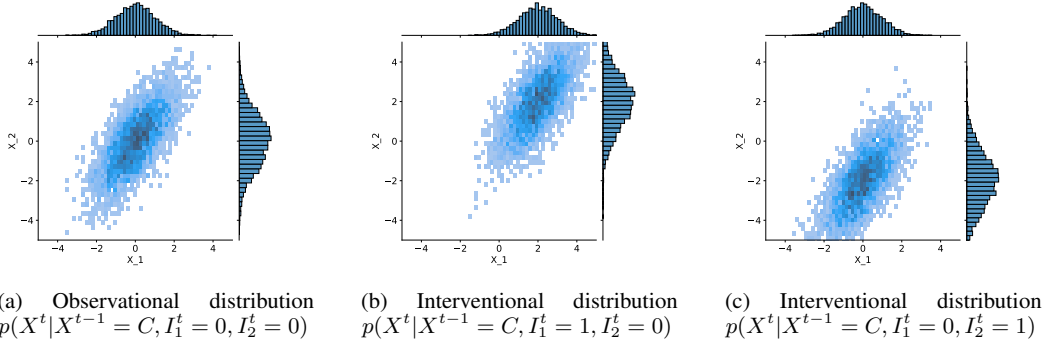 4
2
0
−2
−4
X_2
−4 −2 0 2 4
X_1
4
2
0
−2
−4
X_2
−4 −2 0 2 4
X_1
4
2
0
−2
−4
X_2
−4 −2 0 2 4
X_1
(a) Observational distribution
p(X^t|X^{t−1} = C, I_1^t = 0, I_2^t = 0)
(b) Interventional distribution
p(X^t|X^{t−1} = C, I_1^t = 1, I_2^t = 0)
(c) Interventional distribution
p(X^t|X^{t−1} = C, I_1^t = 0, I_2^t = 1)